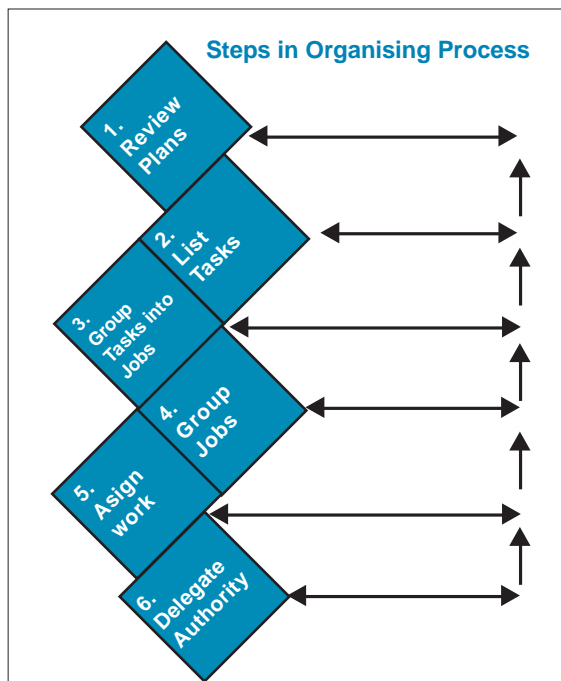 Steps in Organising Process
1.
Review
Plans
2.
List
Tasks
3.
Group
Tasks into
Jobs
4.
Group
Jobs
5.
Asign
work
6.
Delegate
Authority